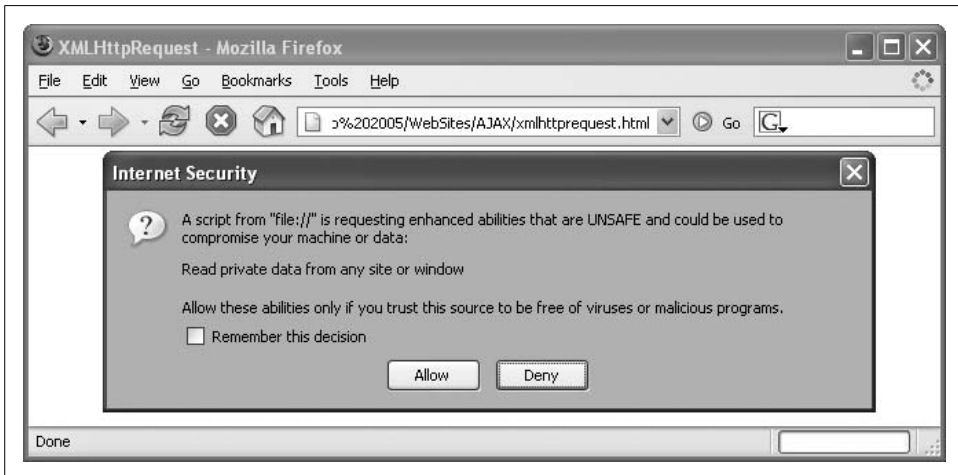 XMLHttpRequest - Mozilla Firefox
File Edit View Go Bookmarks Tools Help
ɔ%202005/WebSites/AJAX/xmlhttprequest.html Go G
Internet Security
A script from "file://" is requesting enhanced abilities that are UNSAFE and could be used to
compromise your machine or data:
Read private data from any site or window
Allow these abilities only if you trust this source to be free of viruses or malicious programs.
Remember this decision
Allow Deny
Done